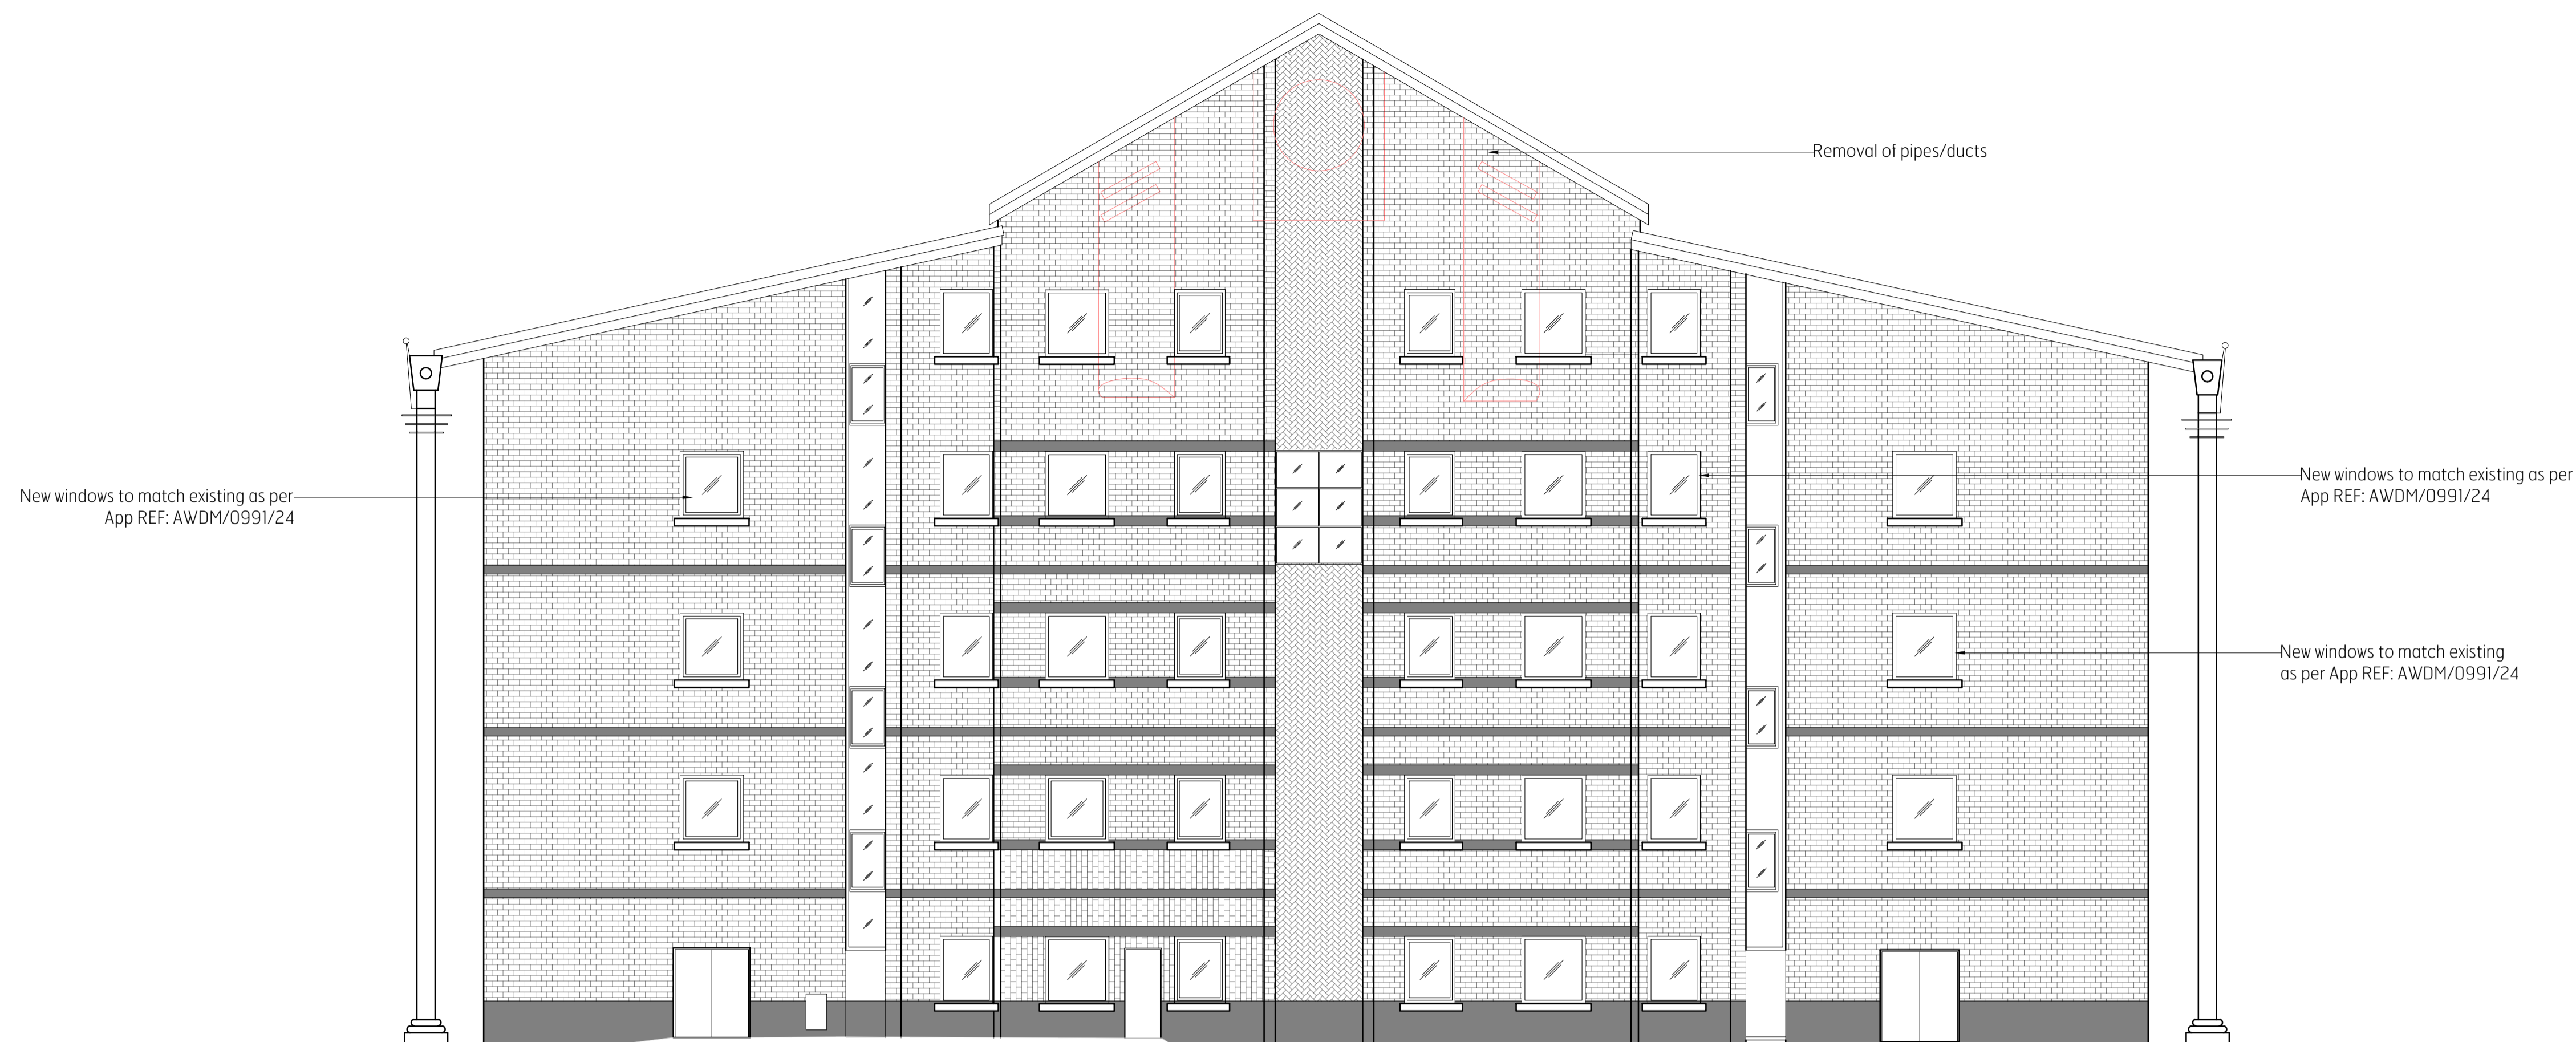 Removal of pipes/ducts
New windows to match existing as per
App REF: AWDM/0991/24
New windows to match existing as per
App REF: AWDM/0991/24
New windows to match existing
as per App REF: AWDM/0991/24